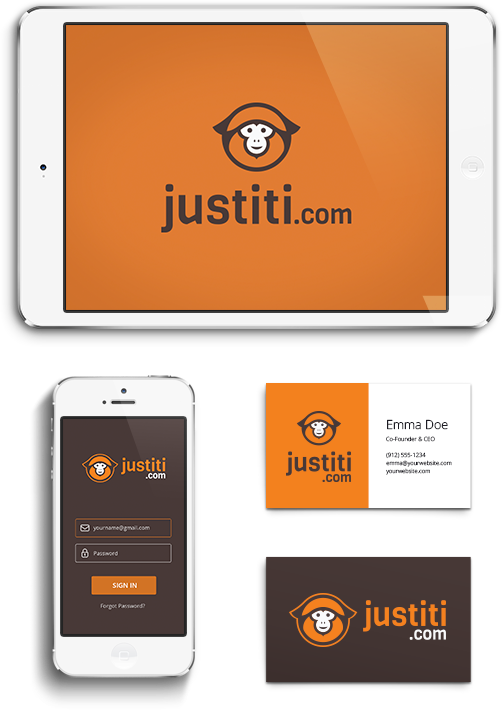 justiti.com
justiti
.com
yourname@gmail.com
Password
SIGN IN
Forgot Password?
justiti
.com
Emma Doe
Co-Founder & CEO
(912) 555-1234
emma@yourwebsite.com
yourwebsite.com
justiti
.com